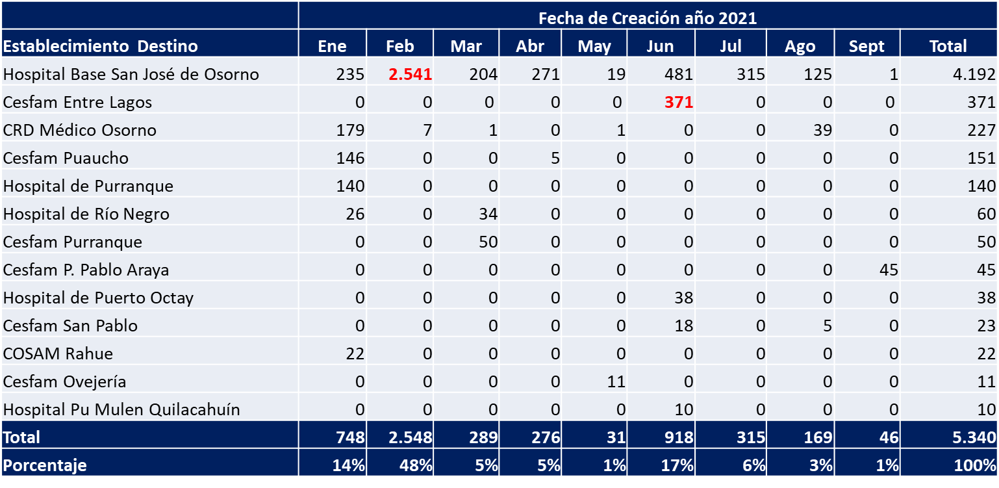 Fecha de Creación año 2021
Establecimiento Destino Ene Feb Mar Abr May Jun Jul Ago Sept Total
Hospital Base San José de Osorno 235 2.541 204 271 19 481 315 125 1 4.192
Cesfam Entre Lagos 0 0 0 0 0 371 0 0 0 371
CRD Médico Osorno 179 7 1 0 1 0 0 39 0 227
Cesfam Puaucho 146 0 0 5 0 0 0 0 0 151
Hospital de Purranque 140 0 0 0 0 0 0 0 0 140
Hospital de Río Negro 26 0 34 0 0 0 0 0 0 60
Cesfam Purranque 0 0 50 0 0 0 0 0 0 50
Cesfam P. Pablo Araya 0 0 0 0 0 0 0 0 45 45
Hospital de Puerto Octay 0 0 0 0 0 38 0 0 0 38
Cesfam San Pablo 0 0 0 0 0 18 0 5 0 23
COSAM Rahue 22 0 0 0 0 0 0 0 0 22
Cesfam Ovejería 0 0 0 0 11 0 0 0 0 11
Hospital Pu Mulen Quilacahuín 0 0 0 0 0 10 0 0 0 10
Total 748 2.548 289 276 31 918 315 169 46 5.340
Porcentaje 14% 48% 5% 5% 1% 17% 6% 3% 1% 100%